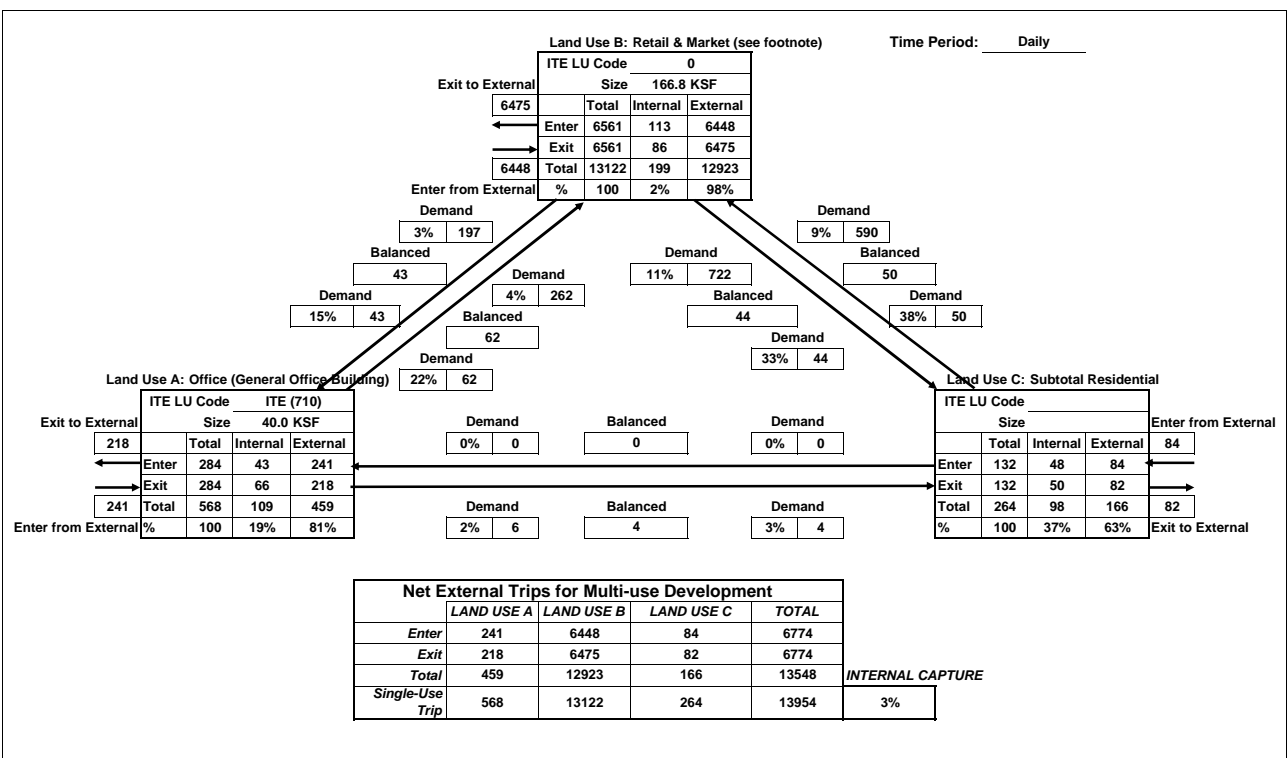 Land Use B: Retail & Market (see footnote)
Time Period: Daily
ITE LU Code 0
Exit to External Size 166.8 KSF
6475 Total Internal External
Enter 6561 113 6448
Exit 6561 86 6475
6448 Total 13122 199 12923
Enter from External % 100 2% 98%
Demand
3% 197
Balanced
43
Demand
15% 43
Demand
4% 262
Balanced
62
Demand
22% 62
Demand
11% 722
Balanced
44
Demand
33% 44
Demand
9% 590
Balanced
50
Demand
38% 50
Land Use A: Office (General Office Building)
ITE LU Code ITE (710)
Exit to External Size 40.0 KSF
218 Total Internal External
Enter 284 43 241
Exit 284 66 218
241 Total 568 109 459
Enter from External % 100 19% 81%
Demand Balanced Demand
0% 0 0 0% 0
Demand Balanced Demand
2% 6 4 3% 4
Land Use C: Subtotal Residential
ITE LU Code
Size Enter from External
Total Internal External 84
Enter 132 48 84
Exit 132 50 82
Total 264 98 166 82
% 100 37% 63% Exit to External
Net External Trips for Multi-use Development
LAND USE A LAND USE B LAND USE C TOTAL
Enter 241 6448 84 6774
Exit 218 6475 82 6774
Total 459 12923 166 13548 INTERNAL CAPTURE
Single-Use
Trip 568 13122 264 13954 3%